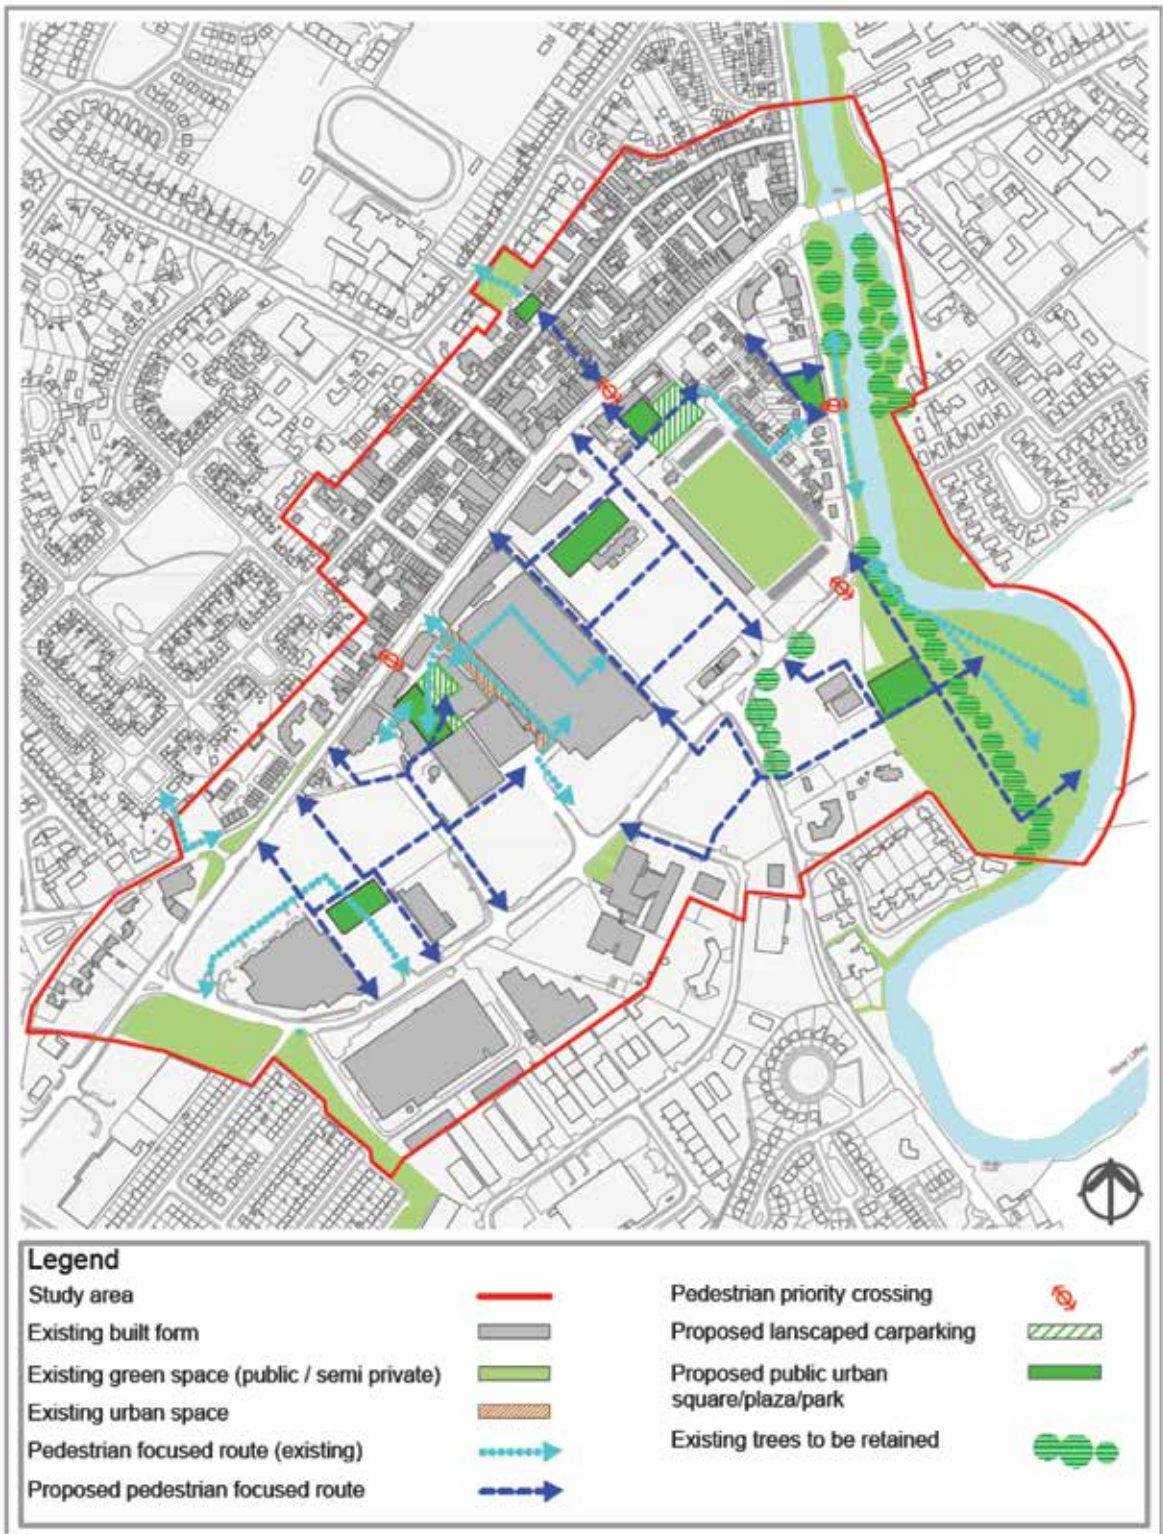 River Liffey
Legend
Study area
Existing built form
Existing green space (public / semi private)
Existing urban space
Pedestrian focused route (existing)
Proposed pedestrian focused route
Pedestrian priority crossing
Proposed lanscaped carparking
Proposed public urban
square/plaza/park
Existing trees to be retained